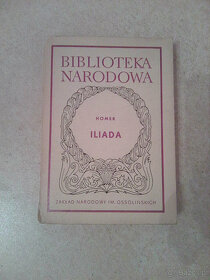 BIBLIOTEKA
NARODOWA
HOMER
ILIADA
ZAKŁAD NARODOWY IM. OSSOLIŃSKICH